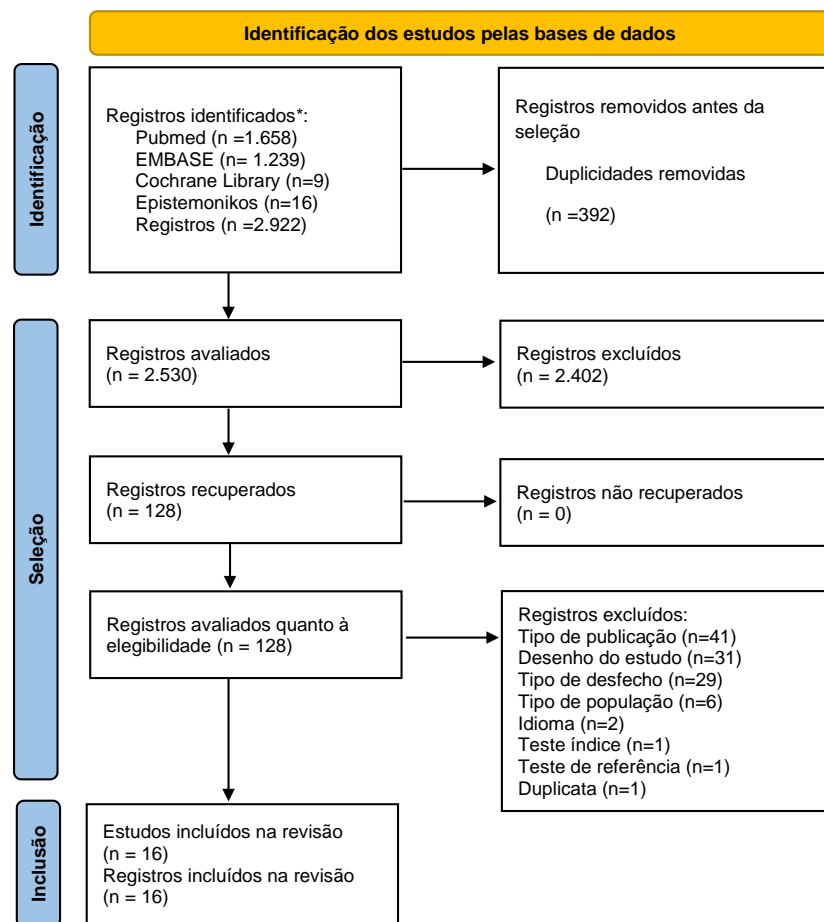 Identificação dos estudos pelas bases de dados
Identificação
Registros identificados*:
Pubmed (n =1.658)
EMBASE (n= 1.239)
Cochrane Library (n=9)
Epistemonikos (n=16)
Registros (n =2.922)
Registros removidos antes da
seleção
Duplicidades removidas
(n =392)
Seleção
Registros avaliados
(n = 2.530)
Registros excluídos
(n = 2.402)
Registros recuperados
(n = 128)
Registros não recuperados
(n = 0)
Registros avaliados quanto à
elegibilidade (n = 128)
Registros excluídos:
Tipo de publicação (n=41)
Desenho do estudo (n=31)
Tipo de desfecho (n=29)
Tipo de população (n=6)
Idioma (n=2)
Teste índice (n=1)
Teste de referência (n=1)
Duplicata (n=1)
Inclusão
Estudos incluídos na revisão
(n = 16)
Registros incluídos na revisão
(n = 16)